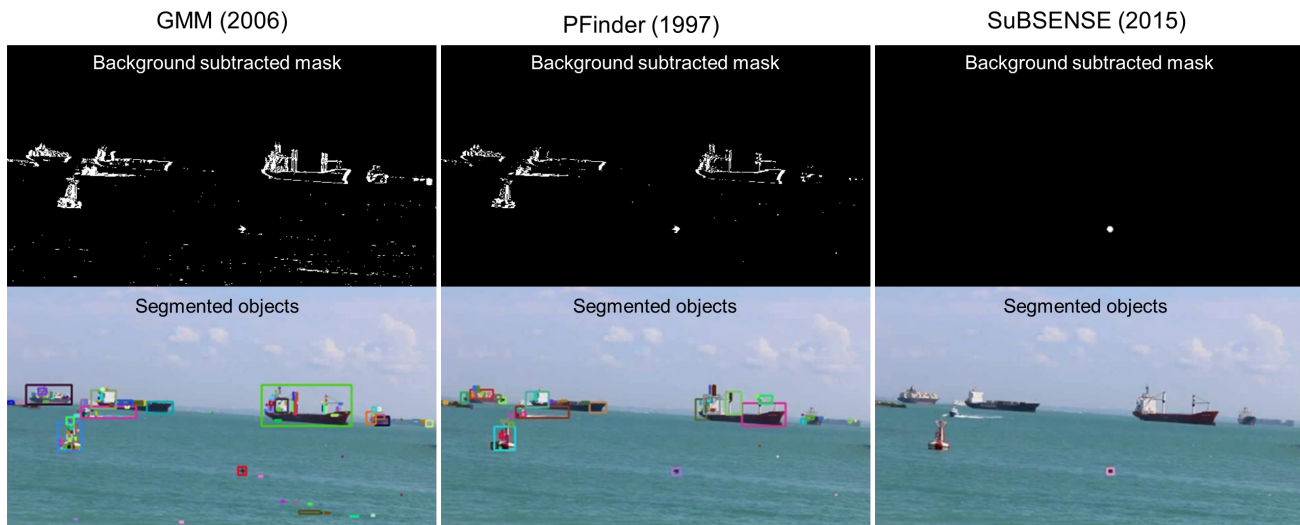 GMM (2006)
PFinder (1997)
SuBSENSE (2015)
Background subtracted mask
Background subtracted mask
Background subtracted mask
Segmented objects
Segmented objects
Segmented objects